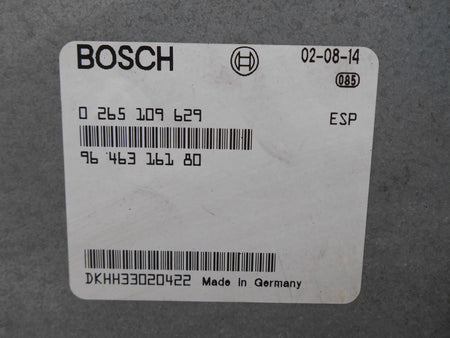 BOSCH 02-08-14
085
0 265 109 629 ESP
96 463 161 80
DKHH33020422 Made in Germany